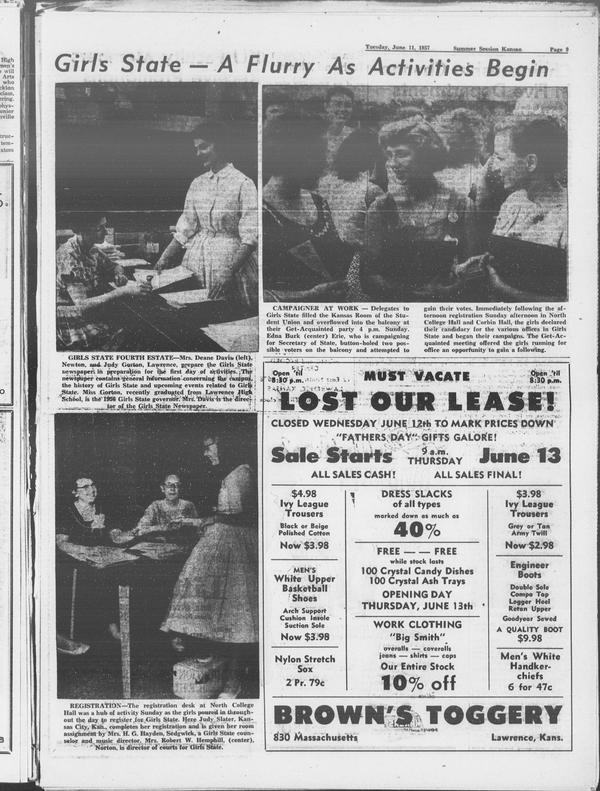 Tuesday, June 11, 1957 Summer Session Kansan Page 9
Girls State — A Flurry As Activities Begin
GIRLS STATE FOURTH ESTATE—Mrs. Deane Davis (left),
Newton, and Judy Gorton, Lawrence, prepare the Girls State
newspaper in preparation for the first day of activities. The
newspaper contains general information concerning the campus,
the history of Girls State and upcoming events related to Girls
State. Miss Gorton, recently graduated from Lawrence High
School, is the 1956 Girls State governor. Mrs. Davis is the direc-
tor of the Girls State Newspaper.
CAMPAIGNER AT WORK — Delegates to
Girls State filled the Kansas Room of the Stu-
dent Union and overflowed into the balcony at
their Get-Acquainted party 4 p.m. Sunday.
Edna Burk (center) Erie, who is campaigning
for Secretary of State, button-holed two pos-
sible voters on the balcony and attempted to
gain their votes. Immediately following the af-
ternoon registration Sunday afternoon in North
College Hall and Corbin Hall, the girls declared
their candidacy for the various offices in Girls
State and began their campaigns. The Get-Ac-
quainted meeting offered the girls running for
office an opportunity to gain a following.
REGISTRATION—The registration desk at North College
Hall was a hub of activity Sunday as the girls poured in through-
out the day to register for Girls State. Here Judy Slater, Kan-
sas City, Kan., completes her registration and is given her room
assignment by Mrs. H. G. Hayden, Sedgwick, a Girls State coun-
selor and music director. Mrs. Robert W. Hemphill, (center),
Norton, is director of courts for Girls State.
Open 'til
8:30 p.m.
MUST VACATE
Open 'til
8:30 p.m.
LOST OUR LEASE!
CLOSED WEDNESDAY JUNE 12th TO MARK PRICES DOWN
"FATHERS DAY" GIFTS GALORE!
Sale Starts 9 a.m. THURSDAY June 13
ALL SALES CASH! ALL SALES FINAL!
$4.98
Ivy League
Trousers
Black or Beige
Polished Cotton
Now $3.98
MEN'S
White Upper
Basketball
Shoes
Arch Support
Cushion Insole
Suction Sole
Now $3.98
Nylon Stretch
Sox
2 Pr. 79c
DRESS SLACKS
of all types
marked down as much as
40%
FREE — — FREE
while stock lasts
100 Crystal Candy Dishes
100 Crystal Ash Trays
OPENING DAY
THURSDAY, JUNE 13th
WORK CLOTHING
"Big Smith"
overalls — coveralls
jeans — shirts — caps
Our Entire Stock
10% off
$3.98
Ivy League
Trousers
Grey or Tan
Army Twill
Now $2.98
Engineer
Boots
Double Sole
Compo Tap
Logger Heel
Retan Upper
Goodyear Sewed
A QUALITY BOOT
$9.98
Men's White
Handker-
chiefs
6 for 47c
BROWN'S TOGGERY
830 Massachusetts Lawrence, Kans.